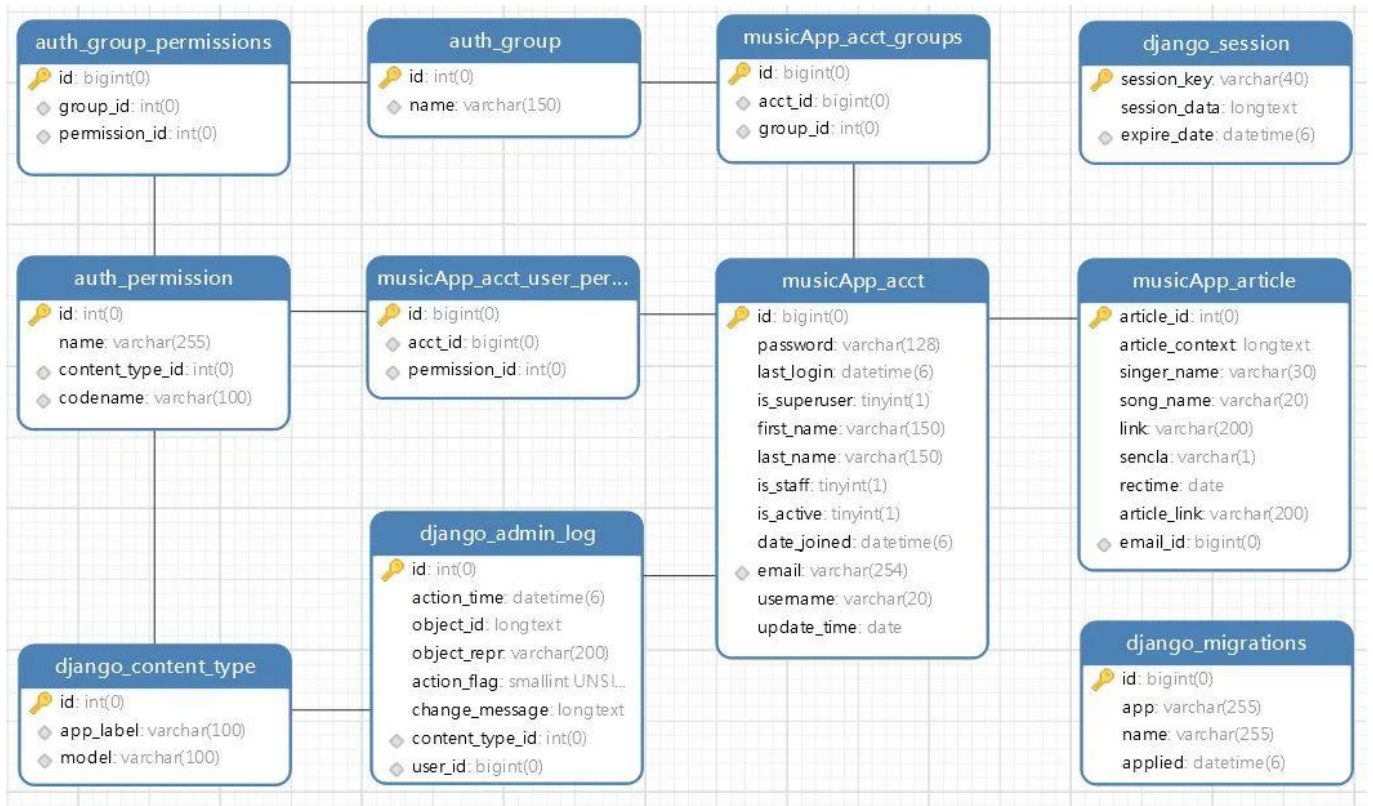 auth_group_permissions
id: bigint(0)
group_id: int(0)
permission_id: int(0)
auth_group
id: int(0)
name: varchar(150)
musicApp_acct_groups
id: bigint(0)
acct_id: bigint(0)
group_id: int(0)
django_session
session_key: varchar(40)
session_data: longtext
expire_date: datetime(6)
auth_permission
id: int(0)
name: varchar(255)
content_type_id: int(0)
codename: varchar(100)
musicApp_acct_user_per...
id: bigint(0)
acct_id: bigint(0)
permission_id: int(0)
musicApp_acct
id: bigint(0)
password: varchar(128)
last_login: datetime(6)
is_superuser: tinyint(1)
first_name: varchar(150)
last_name: varchar(150)
is_staff: tinyint(1)
is_active: tinyint(1)
date_joined: datetime(6)
email: varchar(254)
username: varchar(20)
update_time: date
musicApp_article
article_id: int(0)
article_context: longtext
singer_name: varchar(30)
song_name: varchar(20)
link: varchar(200)
sencla: varchar(1)
rectime: date
article_link: varchar(200)
email_id: bigint(0)
django_admin_log
id: int(0)
action_time: datetime(6)
object_id: longtext
object_repr: varchar(200)
action_flag: smallint UNSI...
change_message: longtext
content_type_id: int(0)
user_id: bigint(0)
django_content_type
id: int(0)
app_label: varchar(100)
model: varchar(100)
django_migrations
id: bigint(0)
app: varchar(255)
name: varchar(255)
applied: datetime(6)